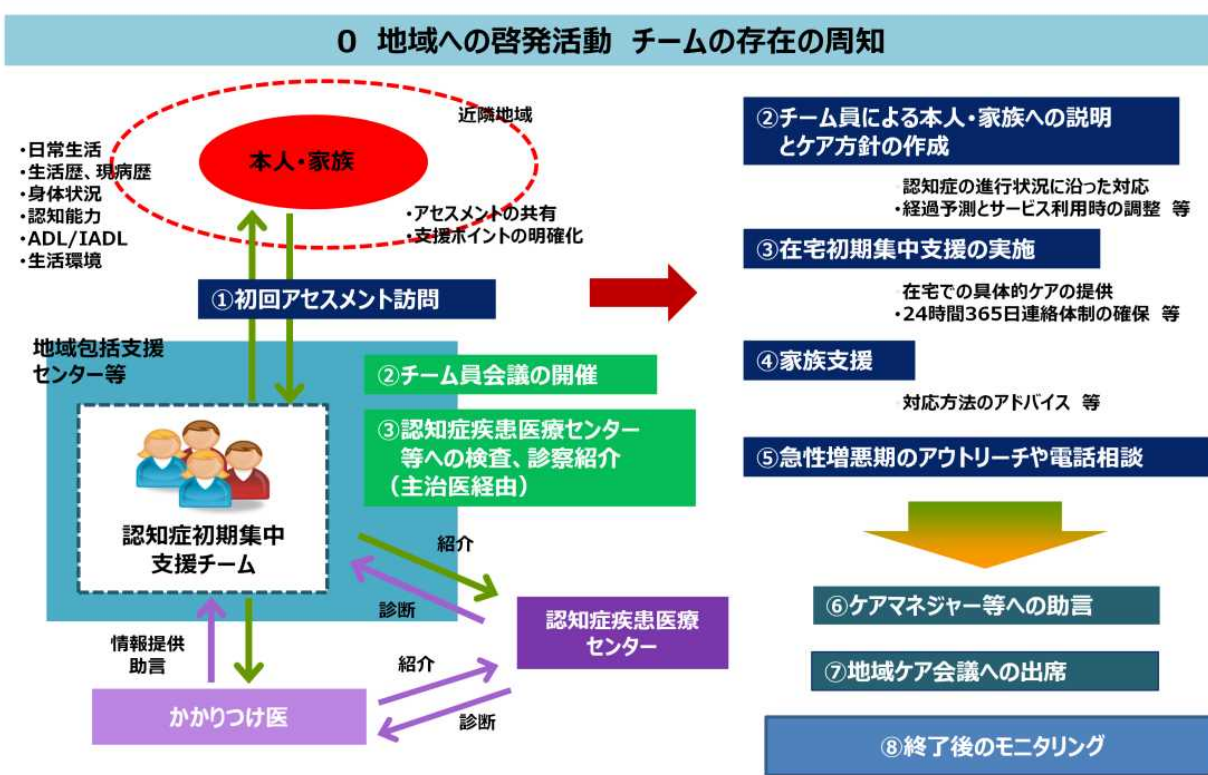 0 地域への啓発活動 チームの存在の周知
近隣地域
本人・家族
・日常生活
・生活歴、現病歴
・身体状況
・認知能力
・ADL/IADL
・生活環境
・アセスメントの共有
・支援ポイントの明確化
①初回アセスメント訪問
地域包括支援
センター等
②チーム員会議の開催
③認知症疾患医療センター
等への検査、診察紹介
（主治医経由）
認知症初期集中
支援チーム
紹介
診断
情報提供
助言
認知症疾患医療
センター
紹介
診断
かかりつけ医
②チーム員による本人・家族への説明
とケア方針の作成
認知症の進行状況に沿った対応
・経過予測とサービス利用時の調整 等
③在宅初期集中支援の実施
在宅での具体的ケアの提供
・24時間365日連絡体制の確保 等
④家族支援
対応方法のアドバイス 等
⑤急性増悪期のアウトリーチや電話相談
⑥ケアマネジャー等への助言
⑦地域ケア会議への出席
⑧終了後のモニタリング